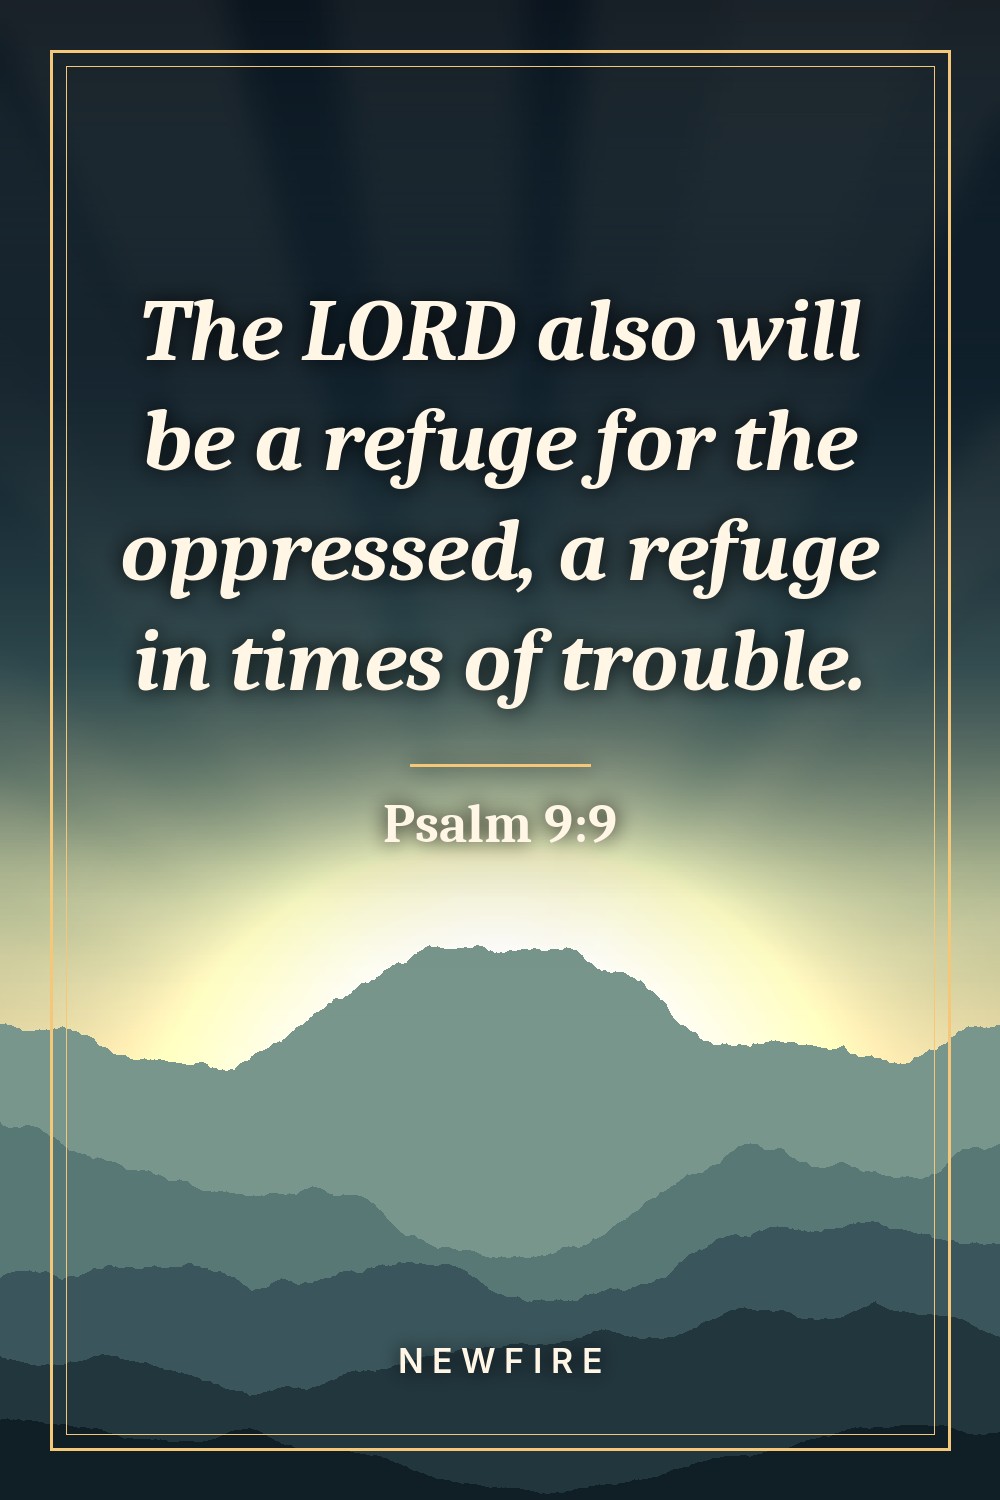 The LORD also will
be a refuge for the
oppressed, a refuge
in times of trouble.
Psalm 9:9
NEWFIRE